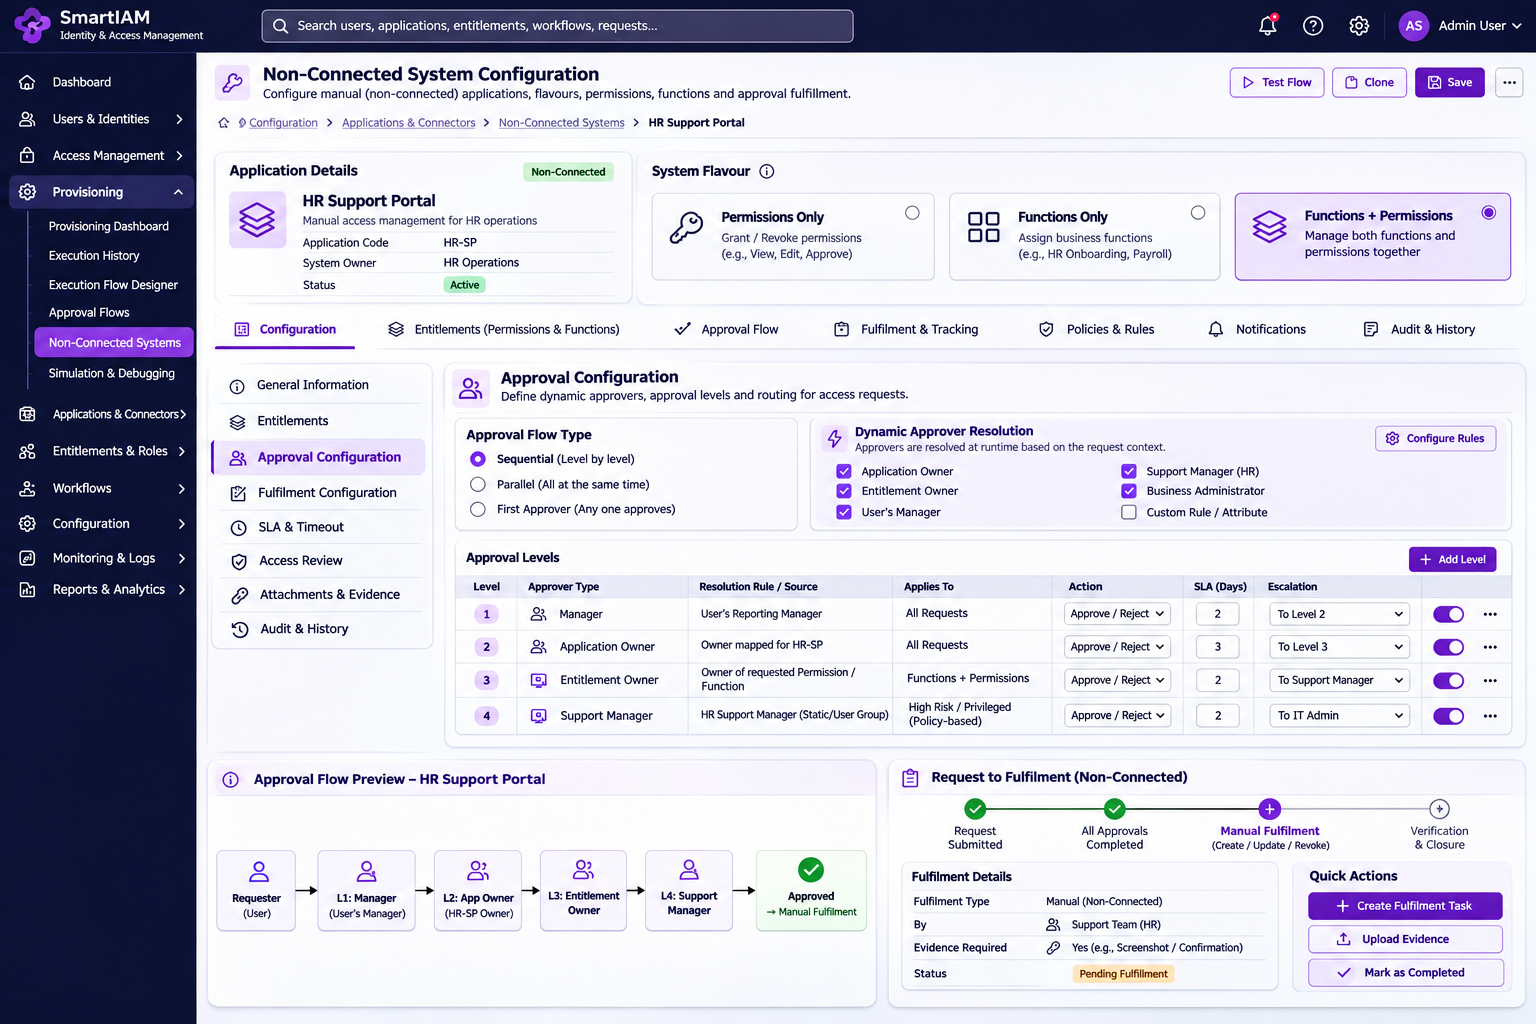 SmartIAM
Identity & Access Management
Search users, applications, entitlements, workflows, requests...
AS
Admin User
Dashboard
Users & Identities
Access Management
Provisioning
Provisioning Dashboard
Execution History
Execution Flow Designer
Approval Flows
Non-Connected Systems
Simulation & Debugging
Applications & Connectors
Entitlements & Roles
Workflows
Configuration
Monitoring & Logs
Reports & Analytics
Non-Connected System Configuration
Configure manual (non-connected) applications, flavours, permissions, functions and approval fulfillment.
Test Flow
Clone
Save
Configuration > Applications & Connectors > Non-Connected Systems > HR Support Portal
Application Details
Non-Connected
HR Support Portal
Manual access management for HR operations
Application Code HR-SP
System Owner HR Operations
Status Active
System Flavour
Permissions Only
Grant / Revoke permissions
(e.g., View, Edit, Approve)
Functions Only
Assign business functions
(e.g., HR Onboarding, Payroll)
Functions + Permissions
Manage both functions and
permissions together
Configuration
Entitlements (Permissions & Functions)
Approval Flow
Fulfilment & Tracking
Policies & Rules
Notifications
Audit & History
General Information
Entitlements
Approval Configuration
Fulfilment Configuration
SLA & Timeout
Access Review
Attachments & Evidence
Audit & History
Approval Configuration
Define dynamic approvers, approval levels and routing for access requests.
Approval Flow Type
Sequential (Level by level)
Parallel (All at the same time)
First Approver (Any one approves)
Dynamic Approver Resolution
Approvers are resolved at runtime based on the request context.
Configure Rules
Application Owner
Entitlement Owner
User's Manager
Support Manager (HR)
Business Administrator
Custom Rule / Attribute
Approval Levels
Add Level
Level Approver Type Resolution Rule / Source Applies To Action SLA (Days) Escalation
1 Manager User's Reporting Manager All Requests Approve / Reject 2 To Level 2
2 Application Owner Owner mapped for HR-SP All Requests Approve / Reject 3 To Level 3
3 Entitlement Owner Owner of requested Permission / Function Functions + Permissions Approve / Reject 2 To Support Manager
4 Support Manager HR Support Manager (Static/User Group) High Risk / Privileged (Policy-based) Approve / Reject 2 To IT Admin
Approval Flow Preview – HR Support Portal
Requester
(User)
L1: Manager
(User's Manager)
L2: App Owner
(HR-SP Owner)
L3: Entitlement
Owner
L4: Support
Manager
Approved
→ Manual Fulfilment
Request to Fulfilment (Non-Connected)
Request
Submitted
All Approvals
Completed
Manual Fulfilment
(Create / Update / Revoke)
Verification
& Closure
Fulfilment Details
Fulfilment Type Manual (Non-Connected)
By Support Team (HR)
Evidence Required Yes (e.g., Screenshot / Confirmation)
Status Pending Fulfillment
Quick Actions
Create Fulfilment Task
Upload Evidence
Mark as Completed